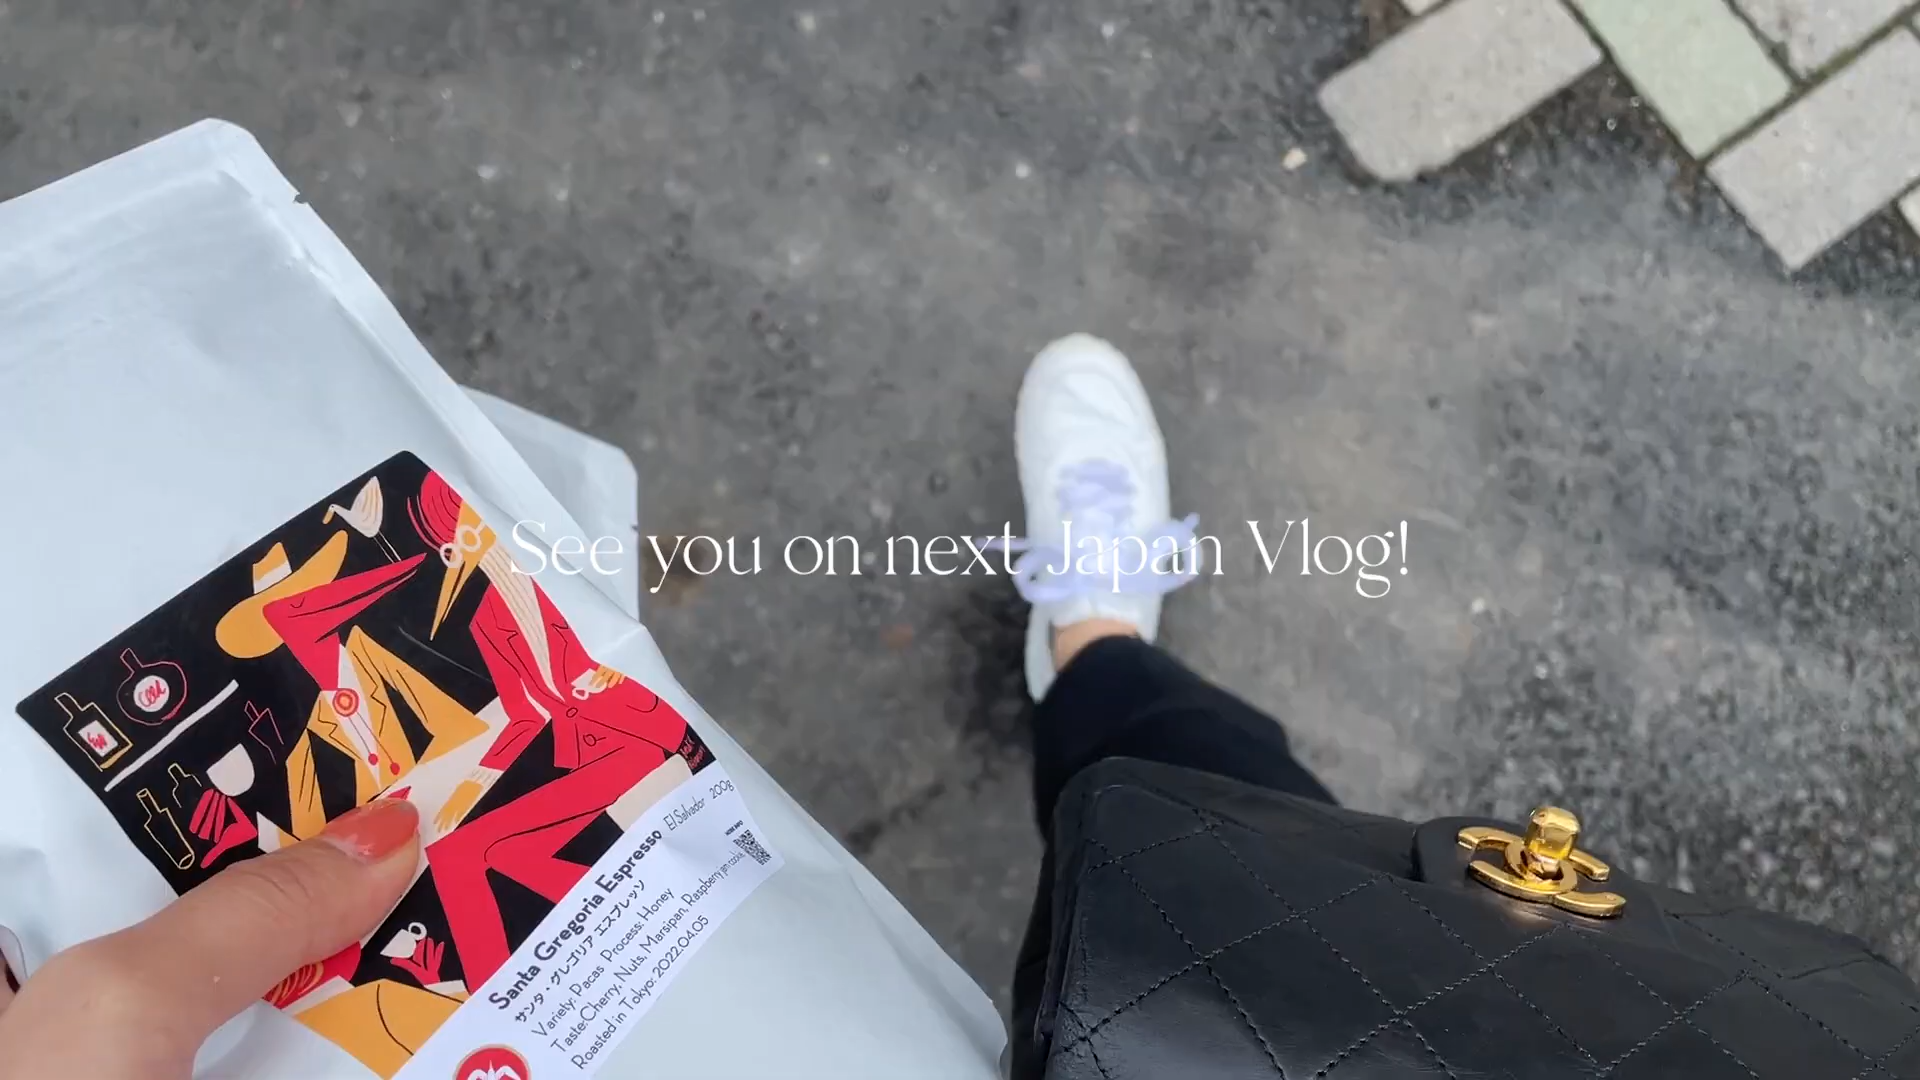 See you on next Japan Vlog!
Santa Gregoria Espresso El Salvador 200g
サンタ・グレゴリア エスプレッソ
Variety: Pacas Process: Honey
Taste:Cherry, Nuts, Marsipan, Raspberry jam cookie
Roasted in Tokyo: 2022.04.05